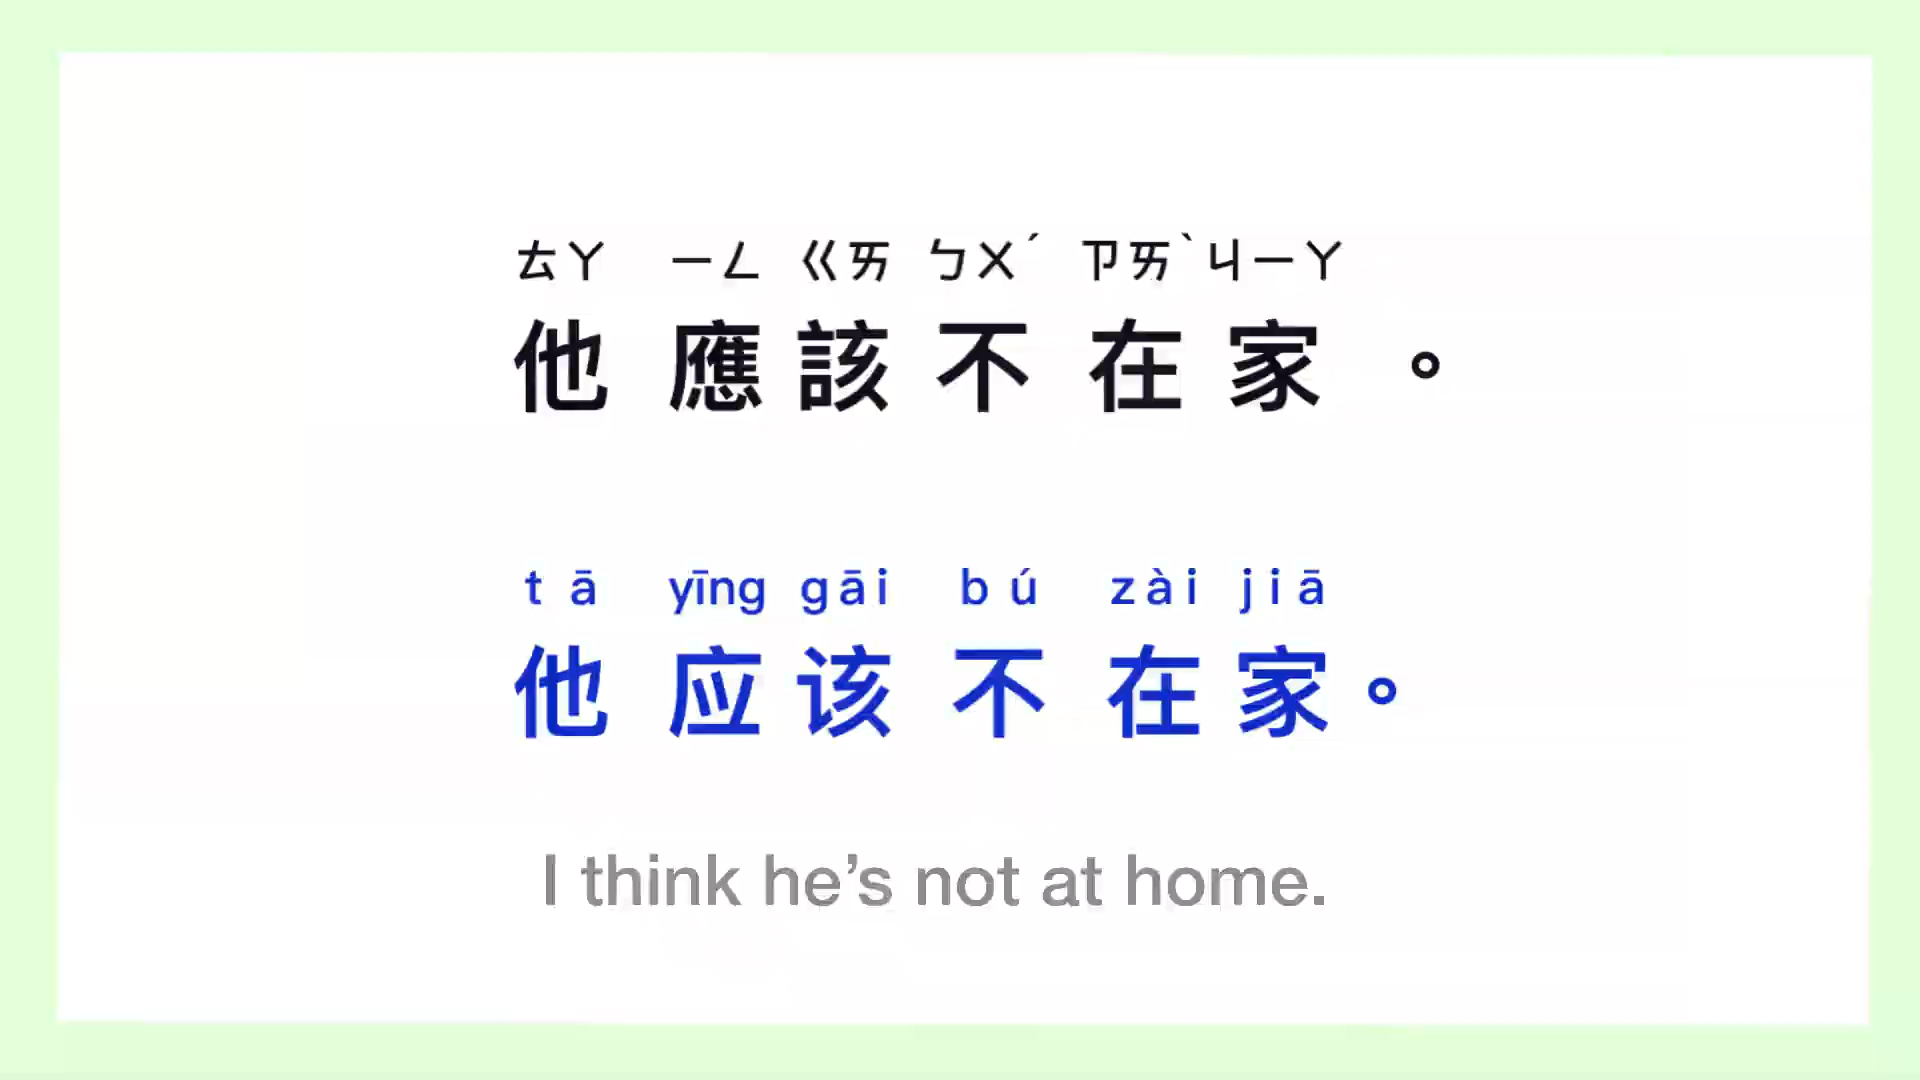 ㄊㄚ ㄧㄥ ㄍㄞ ㄅㄨˊ ㄗㄞˋ ㄐㄧㄚ
他 應 該 不 在 家 。
tā yīng gāi bú zài jiā
他 应 该 不 在 家。
I think he’s not at home.